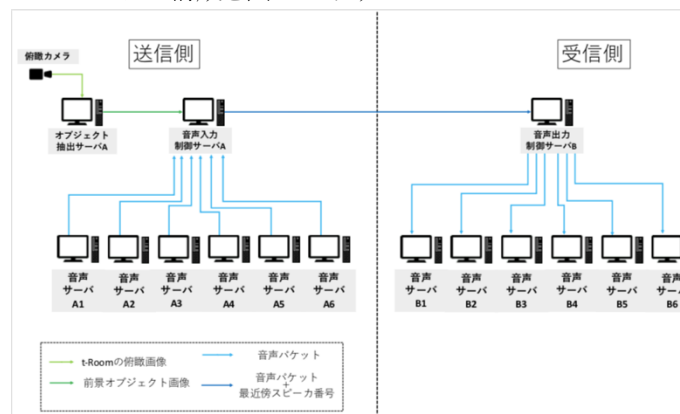 送信側
受信側
俯瞰カメラ
オブジェクト
抽出サーバA
音声入力
制御サーバA
音声出力
制御サーバB
音声
サーバ
A1
音声
サーバ
A2
音声
サーバ
A3
音声
サーバ
A4
音声
サーバ
A5
音声
サーバ
A6
音声
サーバ
B1
音声
サーバ
B2
音声
サーバ
B3
音声
サーバ
B4
音声
サーバ
B5
音声
サーバ
B6
t-Roomの俯瞰画像
前景オブジェクト画像
音声パケット
音声パケット
+
最近傍スピーカ番号